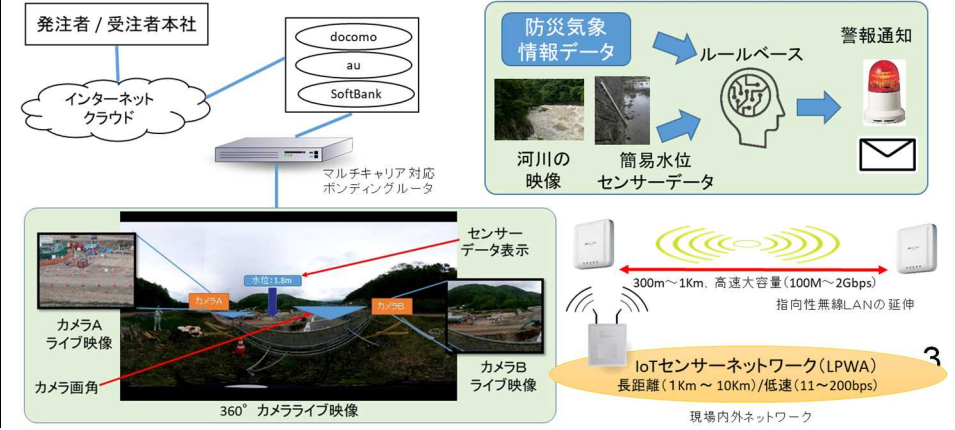 発注者 / 受注者本社
インターネット
クラウド
docomo
au
SoftBank
マルチキャリア対応
ボンディングルータ
防災気象
情報データ
ルールベース
警報通知
河川の
映像
簡易水位
センサーデータ
センサー
データ表示
水位:1.8m
カメラA
カメラB
カメラA
ライブ映像
カメラ画角
カメラB
ライブ映像
360° カメラライブ映像
300m～1Km, 高速大容量(100M～2Gbps)
指向性無線LANの延伸
3
IoTセンサーネットワーク(LPWA)
長距離(1Km ~ 10Km)/低速(11~200bps)
現場内外ネットワーク